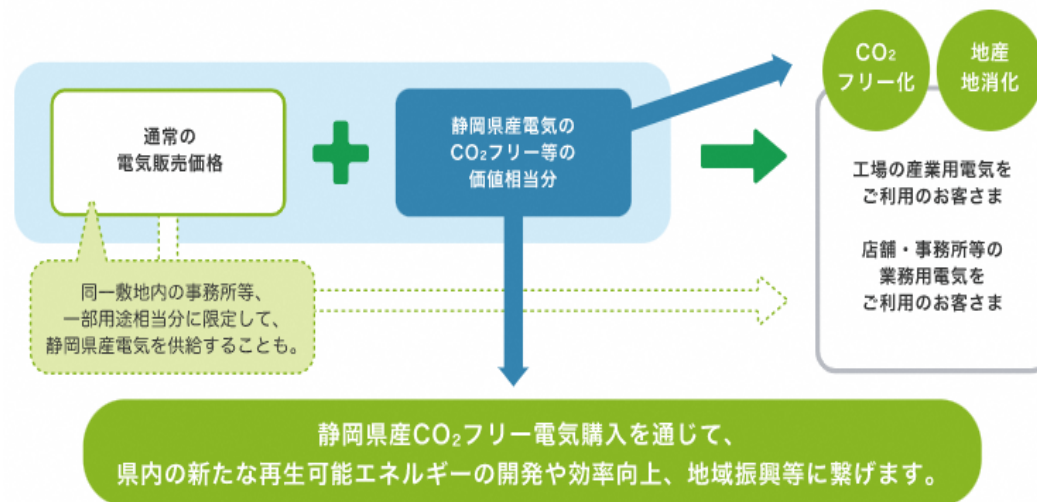 通常の
電気販売価格
静岡県産電気の
CO₂フリー等の
価値相当分
CO₂
フリー化
地産
地消化
工場の産業用電気を
ご利用のお客さま
店舗・事務所等の
業務用電気を
ご利用のお客さま
同一敷地内の事務所等、
一部用途相当分に限定して、
静岡県産電気を供給することも。
静岡県産CO₂フリー電気購入を通じて、
県内の新たな再生可能エネルギーの開発や効率向上、地域振興等に繋げます。